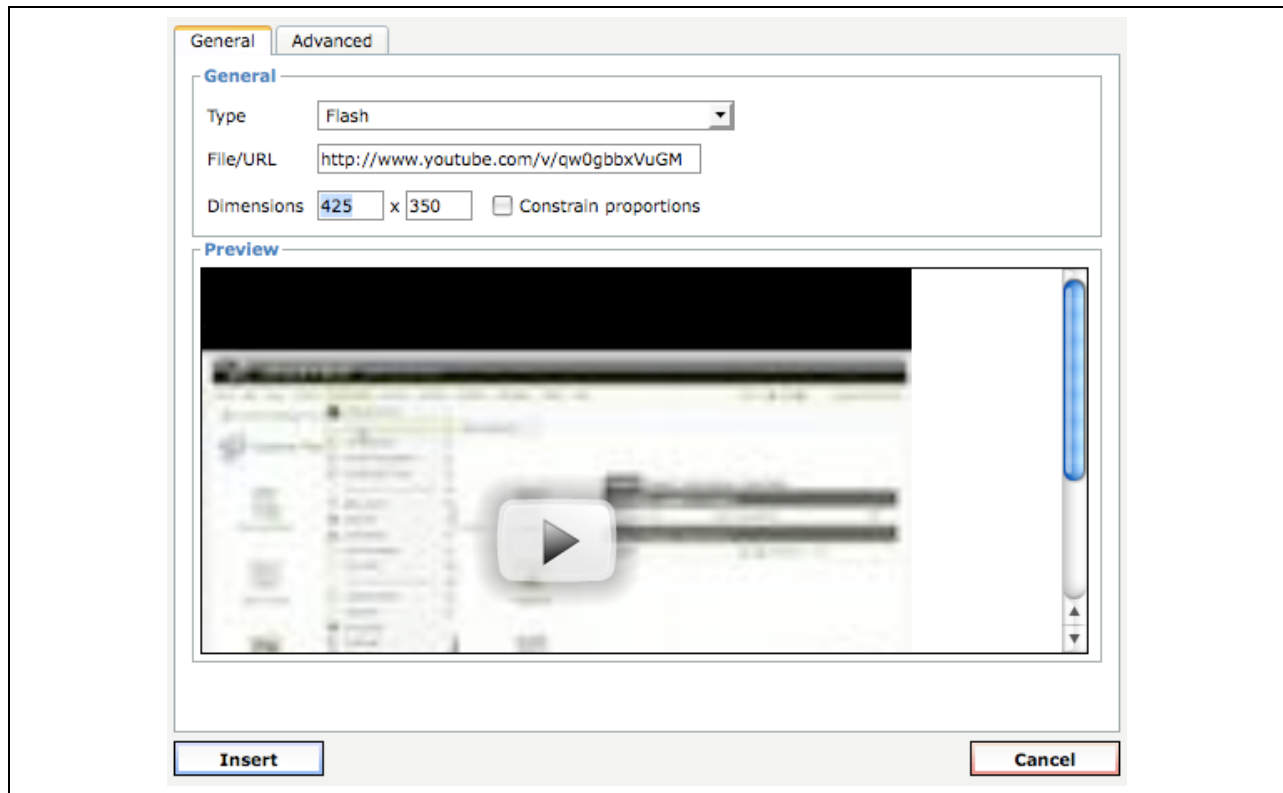 General Advanced
General
Type Flash
File/URL http://www.youtube.com/v/qw0gbbxVuGM
Dimensions 425 x 350 Constrain proportions
Preview
Insert Cancel